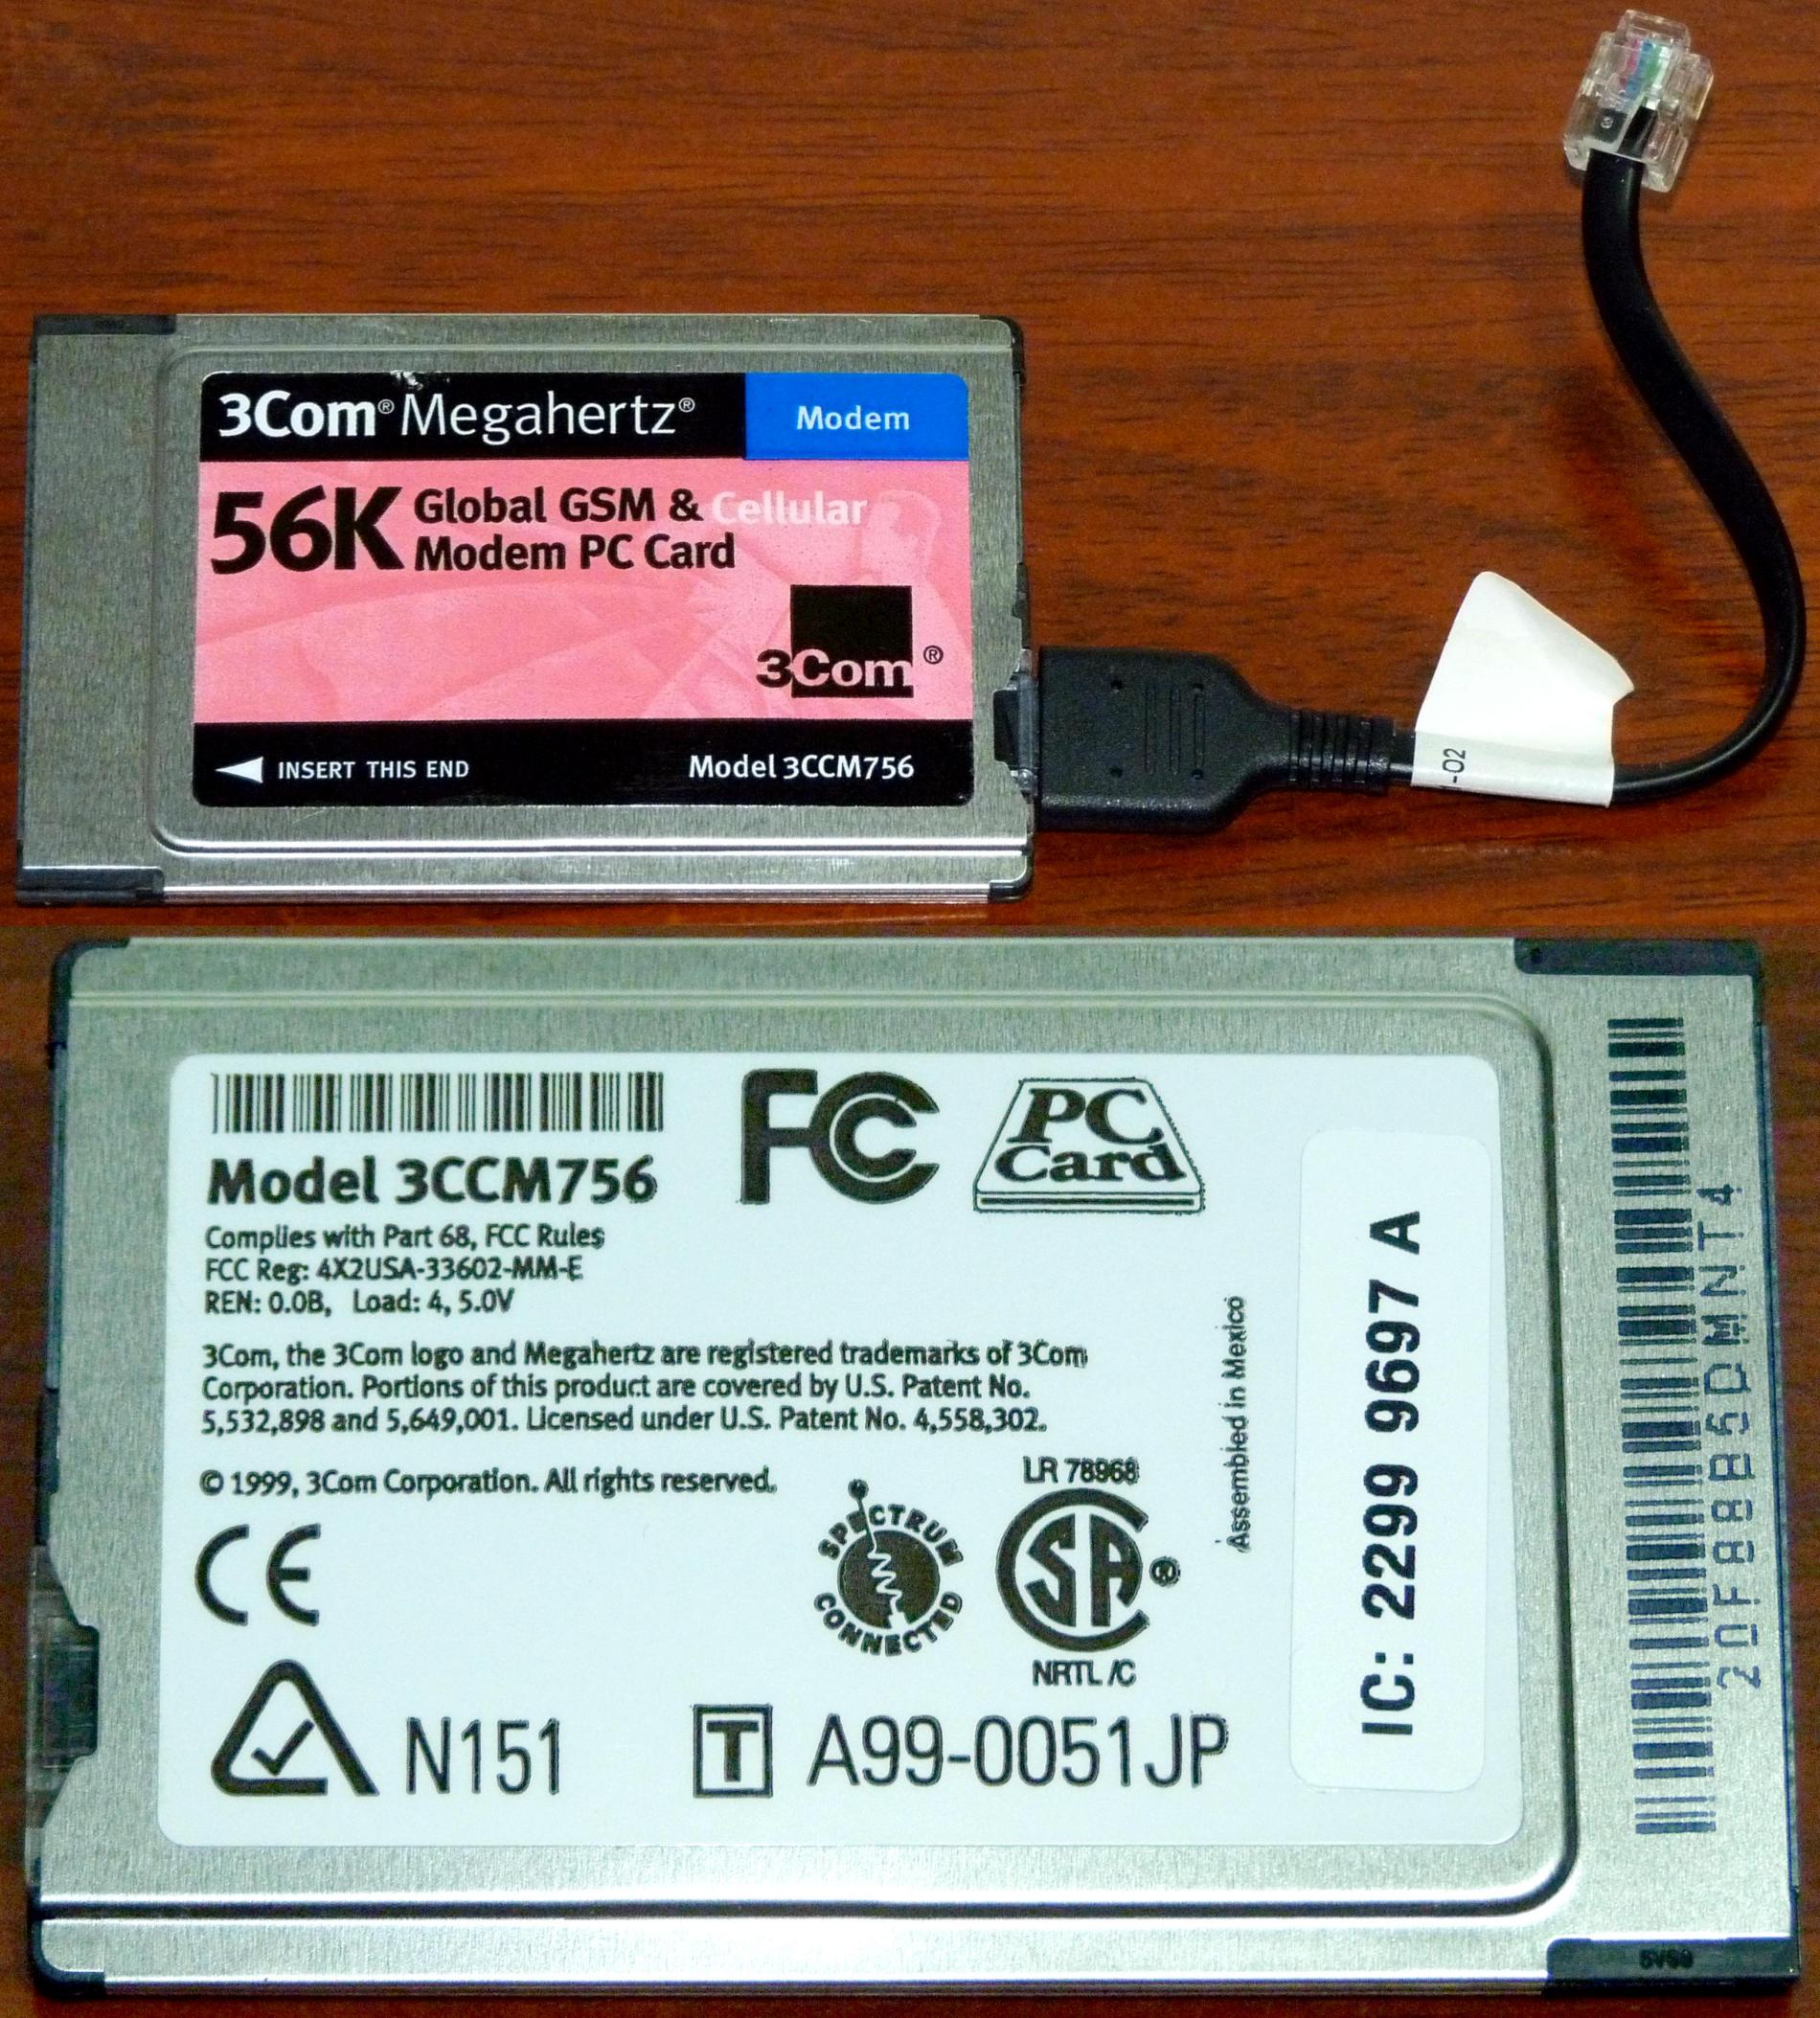 3Com® Megahertz®
Modem
56K Global GSM & Cellular
Modem PC Card
3Com®
INSERT THIS END
Model 3CCM756
-02
Model 3CCM756
FC
PC
Card
Complies with Part 68, FCC Rules
FCC Reg: 4X2USA-33602-MM-E
REN: 0.0B, Load: 4, 5.0V
3Com, the 3Com logo and Megahertz are registered trademarks of 3Com
Corporation. Portions of this product are covered by U.S. Patent No.
5,532,898 and 5,649,001. Licensed under U.S. Patent No. 4,558,302.
© 1999, 3Com Corporation. All rights reserved.
CE
SPECTRUM
CONNECTED
LR 78968
SA®
NRTL /C
N151
T A99-0051JP
Assembled in Mexico
IC: 2299 9697 A
20F88B5DMNT4